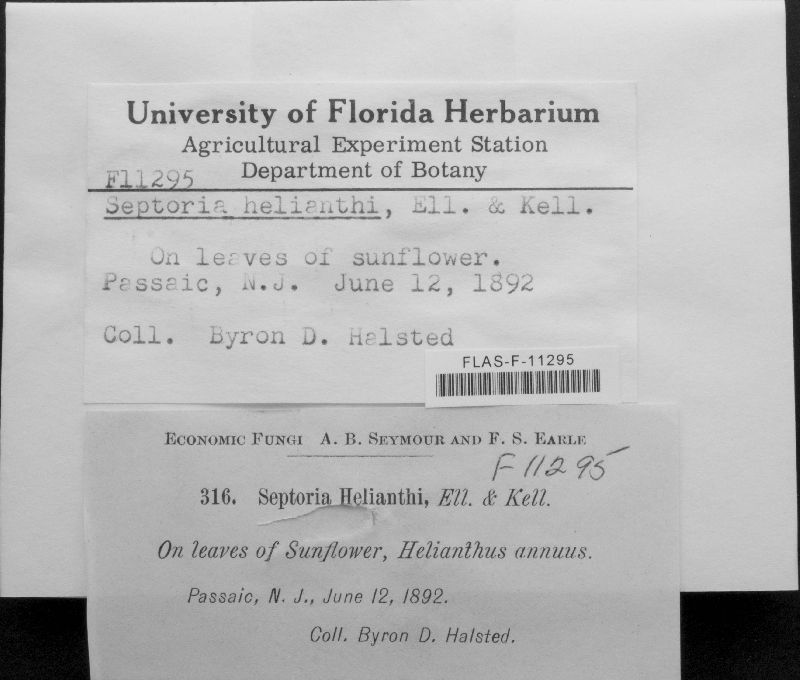 University of Florida Herbarium
Agricultural Experiment Station
Department of Botany
F11295
Septoria helianthi, Ell. & Kell.
On leaves of sunflower.
Passaic, N.J. June 12, 1892
Coll. Byron D. Halsted
FLAS-F-11295
Economic Fungi A. B. Seymour and F. S. Earle
F 11295
316. Septoria Helianthi, Ell. & Kell.
On leaves of Sunflower, Helianthus annuus.
Passaic, N. J., June 12, 1892.
Coll. Byron D. Halsted.